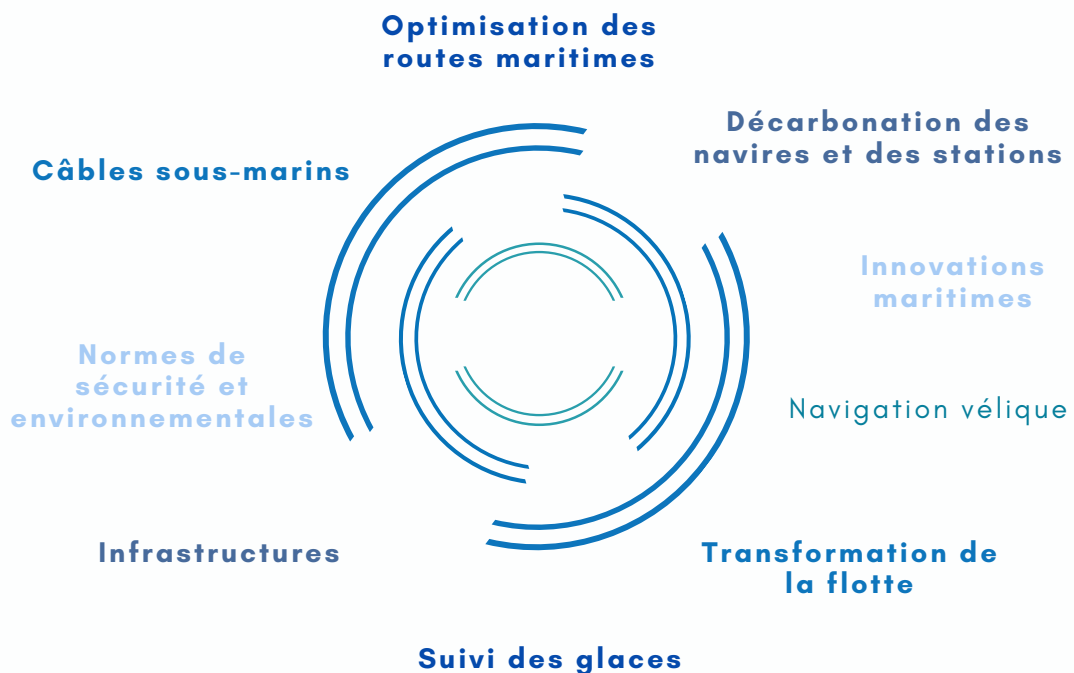 Optimisation des
routes maritimes
Décarbonation des
navires et des stations
Câbles sous-marins
Innovations
maritimes
Normes de
sécurité et
environnementales
Navigation vélique
Infrastructures
Transformation de
la flotte
Suivi des glaces